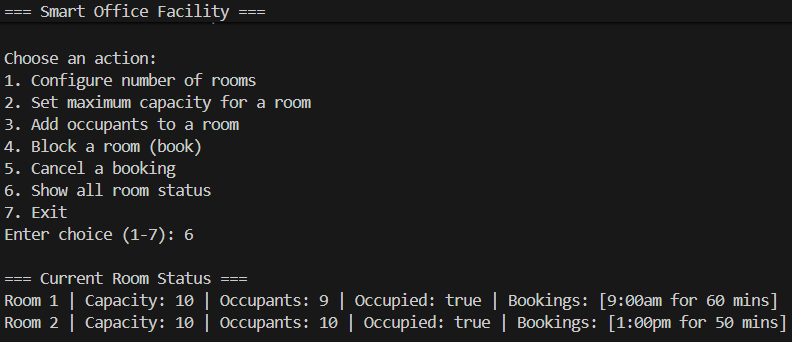 === Smart Office Facility ===
Choose an action:
1. Configure number of rooms
2. Set maximum capacity for a room
3. Add occupants to a room
4. Block a room (book)
5. Cancel a booking
6. Show all room status
7. Exit
Enter choice (1-7): 6
=== Current Room Status ===
Room 1 | Capacity: 10 | Occupants: 9 | Occupied: true | Bookings: [9:00am for 60 mins]
Room 2 | Capacity: 10 | Occupants: 10 | Occupied: true | Bookings: [1:00pm for 50 mins]